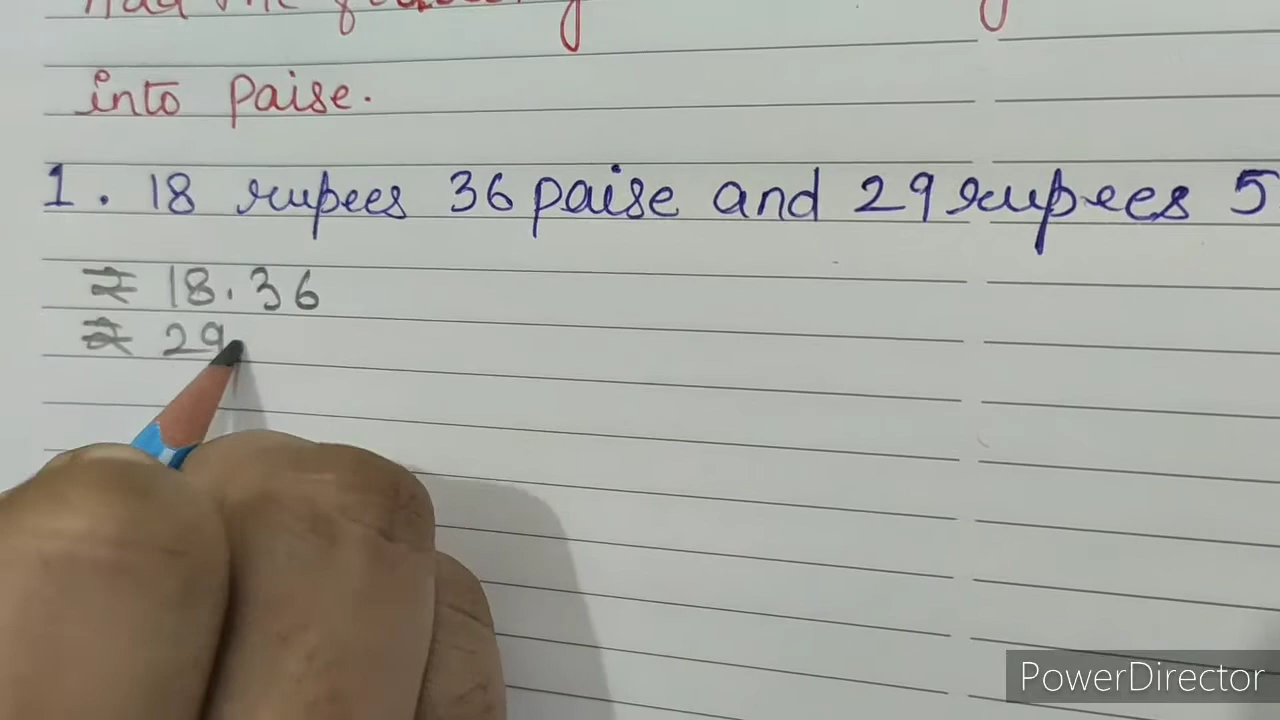 into paise.
1. 18 rupees 36 paise and 29 rupees 5
₹ 18.36
₹ 29.
PowerDirector